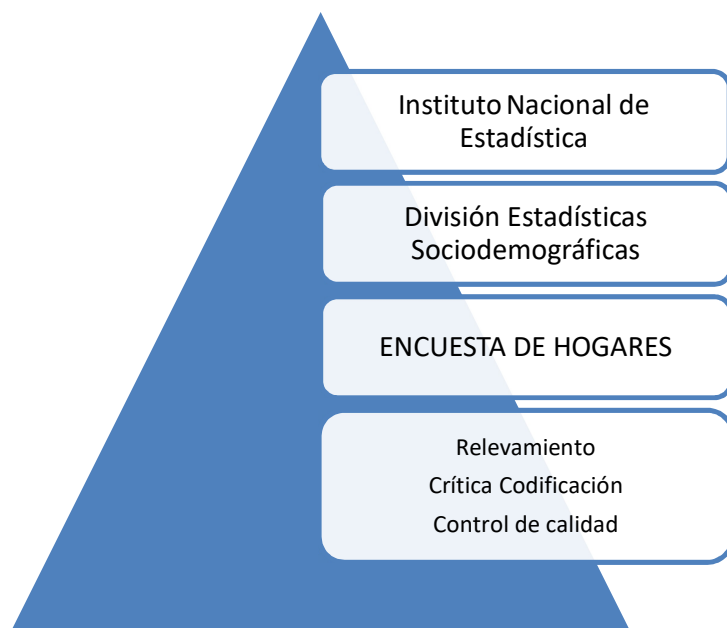 Instituto Nacional de
Estadística
División Estadísticas
Sociodemográficas
ENCUESTA DE HOGARES
Relevamiento
Crítica Codificación
Control de calidad